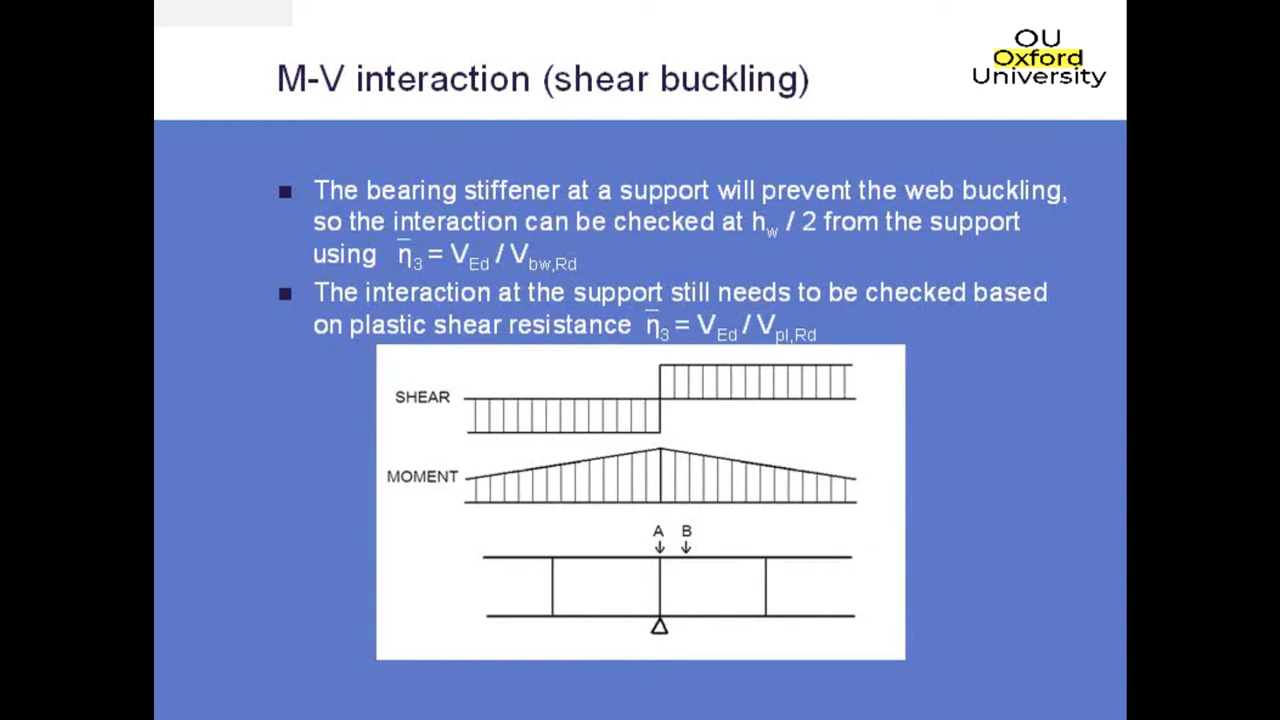 OU
Oxford
University
M-V interaction (shear buckling)
■ The bearing stiffener at a support will prevent the web buckling,
so the interaction can be checked at h_w / 2 from the support
using η̅₃ = V_Ed / V_bw,Rd
■ The interaction at the support still needs to be checked based
on plastic shear resistance η̅₃ = V_Ed / V_pl,Rd
SHEAR
MOMENT
A B